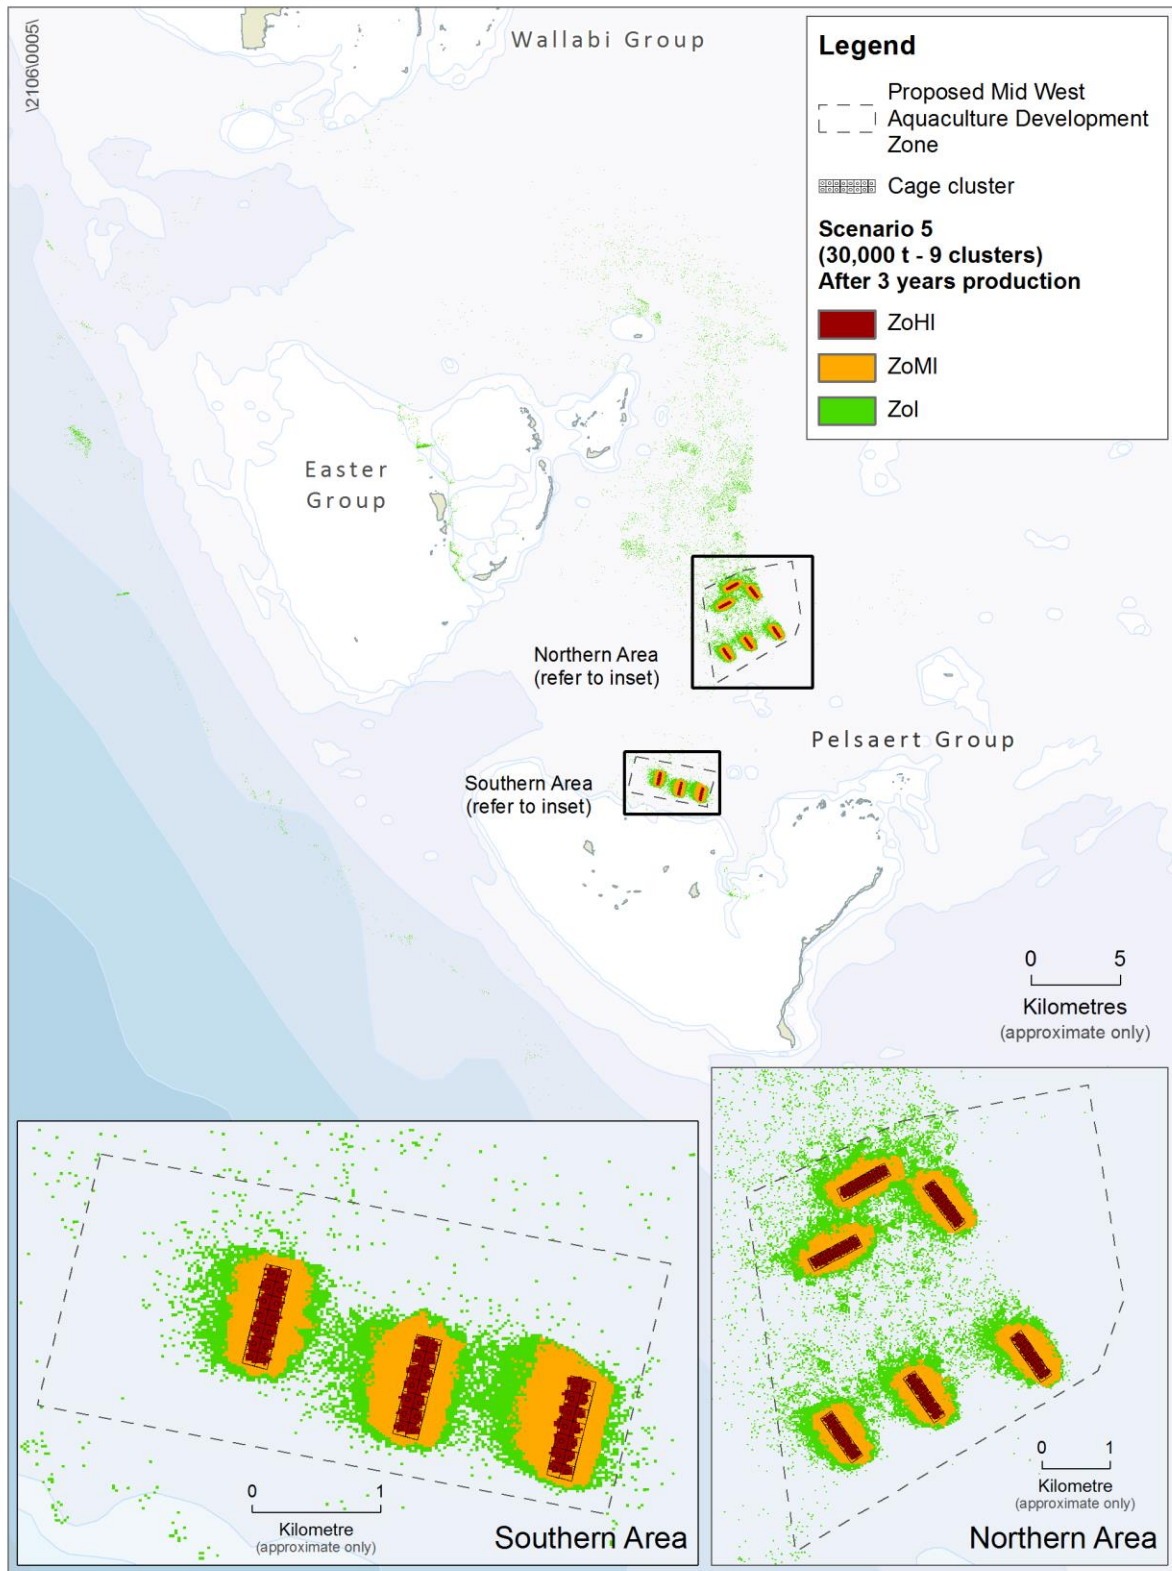 \2106\0005\
Wallabi Group
Legend
Proposed Mid West
Aquaculture Development
Zone
Cage cluster
Scenario 5
(30,000 t - 9 clusters)
After 3 years production
ZoHI
ZoMI
ZoI
Easter
Group
Northern Area
(refer to inset)
Pelsaert Group
Southern Area
(refer to inset)
0 5
Kilometres
(approximate only)
0 1
Kilometre
(approximate only)
Southern Area
0 1
Kilometre
(approximate only)
Northern Area